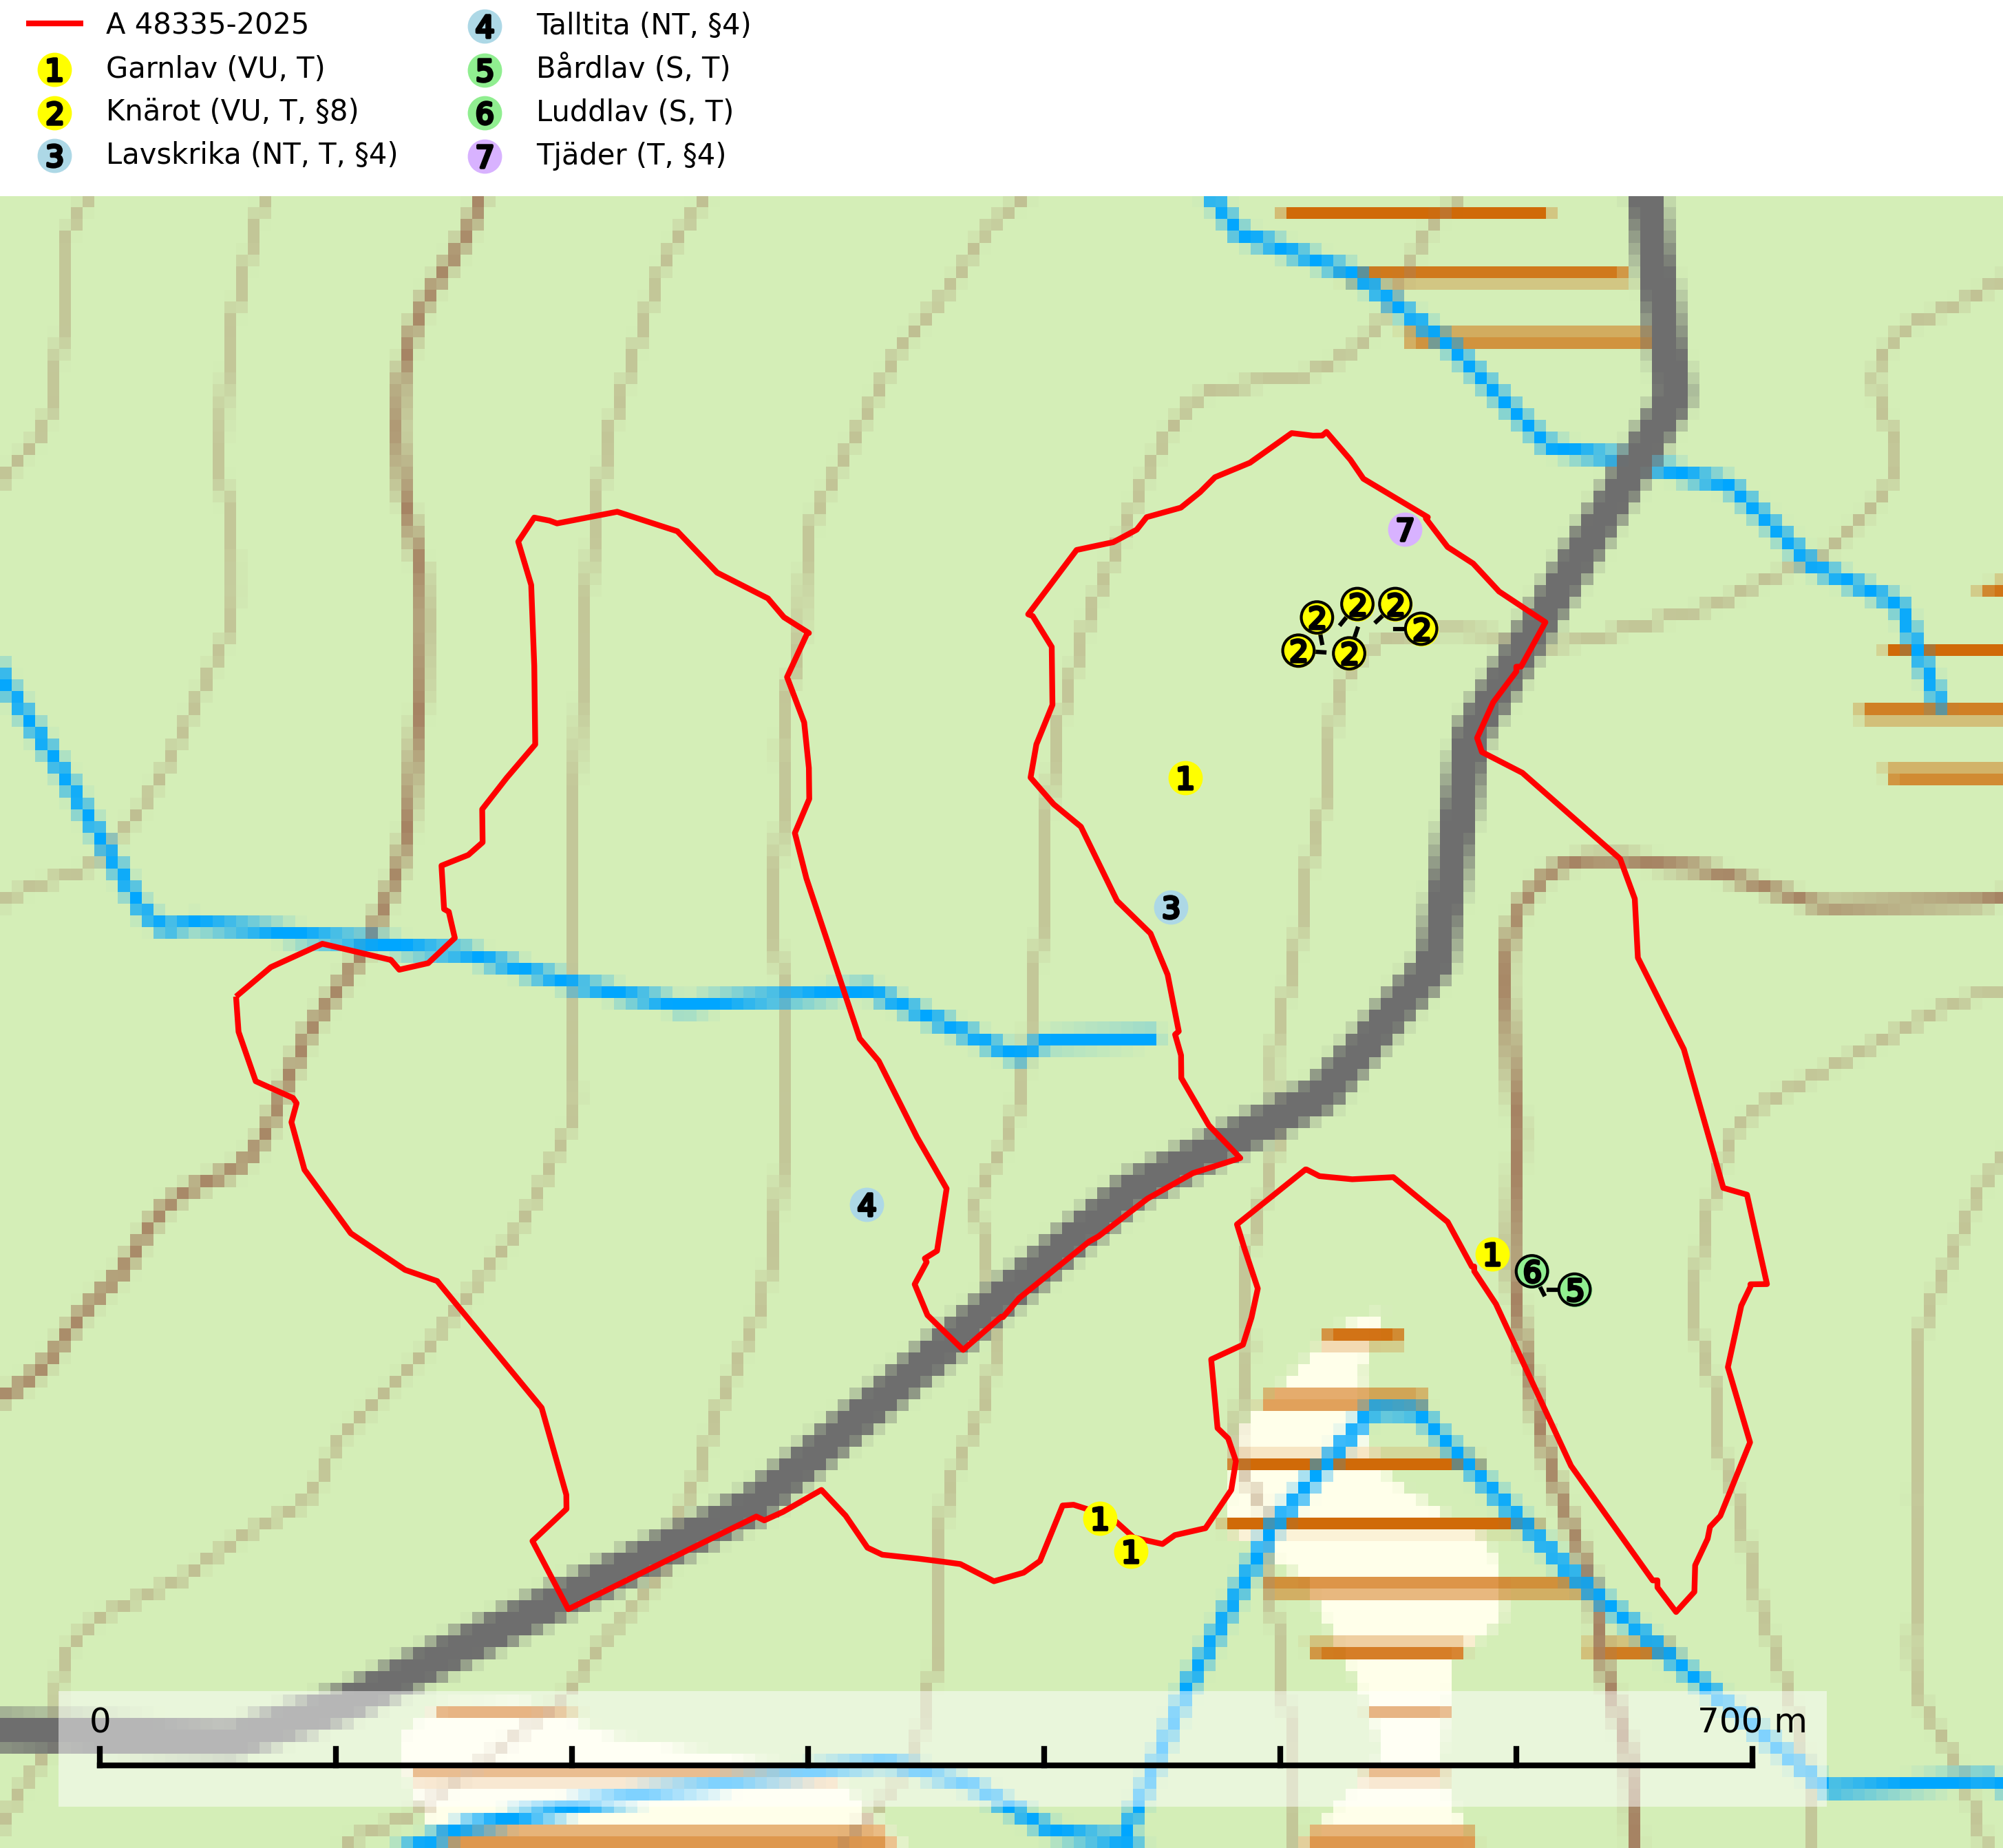 A 48335-2025
1 Garnlav (VU, T)
2 Knärot (VU, T, §8)
3 Lavskrika (NT, T, §4)
4 Talltita (NT, §4)
5 Bårdlav (S, T)
6 Luddlav (S, T)
7 Tjäder (T, §4)
7
2 2 2 2
2 2
1
3
4
1
6 5
1
1
0 700 m